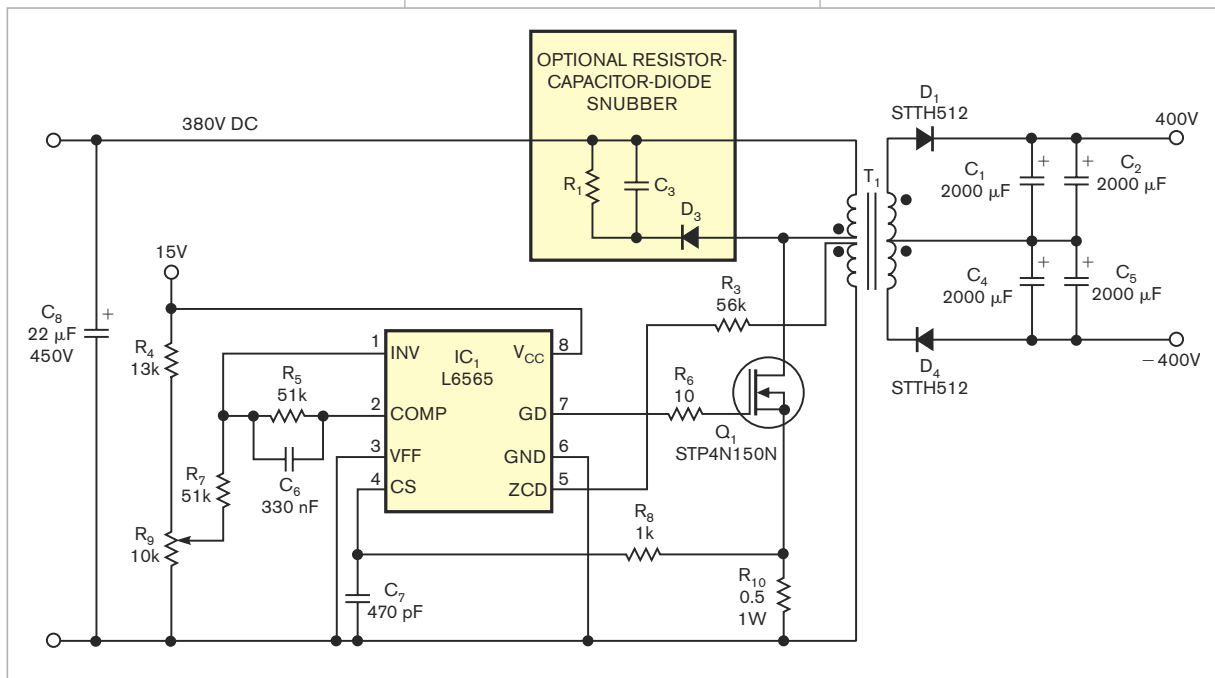 OPTIONAL RESISTOR-
CAPACITOR-DIODE
SNUBBER
380V DC
R1
C3
D3
T1
D1
STTH512
400V
C1
2000 μF
C2
2000 μF
C4
2000 μF
C5
2000 μF
D4
STTH512
−400V
15V
C8
22 μF
450V
+
+
+
+
+
R4
13k
R5
51k
C6
330 nF
R7
51k
R9
10k
IC1
L6565
1
INV
2
COMP
3
VFF
4
CS
VCC
8
GD
7
GND
6
ZCD
5
R3
56k
R6
10
Q1
STP4N150N
R8
1k
C7
470 pF
R10
0.5
1W